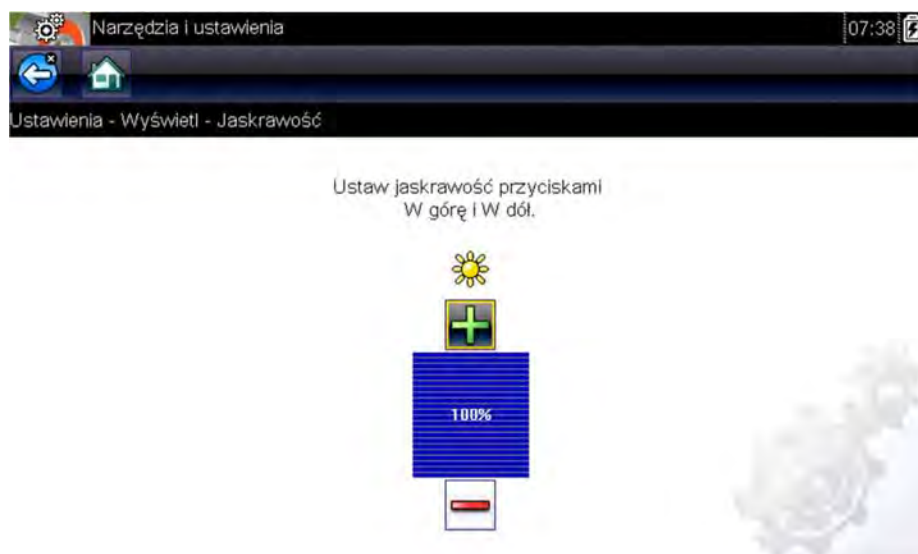 Narzędzia i ustawienia
07:38
Ustawienia - Wyświetl - Jaskrawość
Ustaw jaskrawość przyciskami
W górę i W dół.
100%